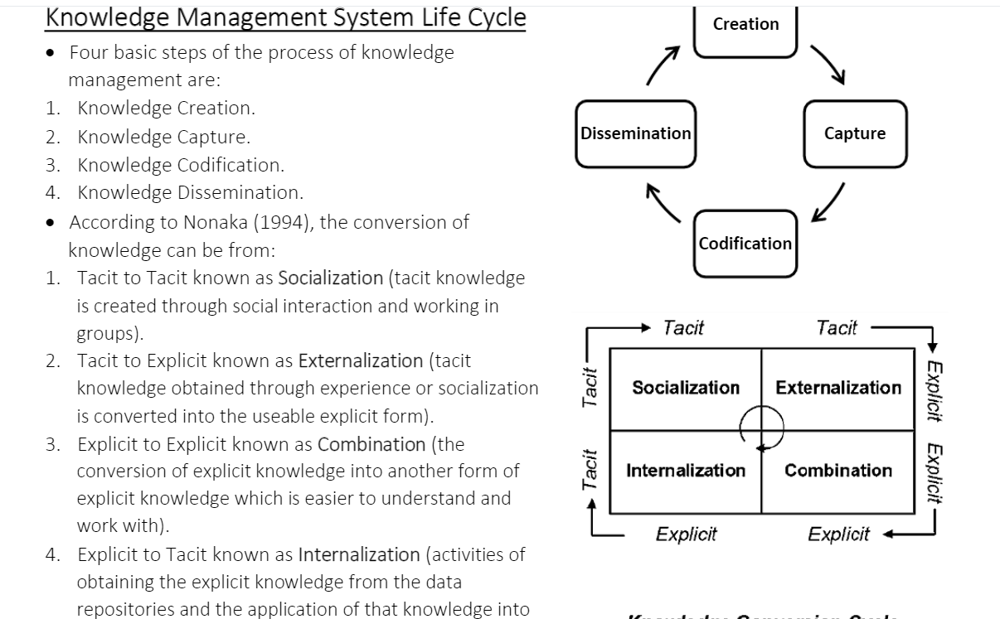 Knowledge Management System Life Cycle
• Four basic steps of the process of knowledge
management are:
1. Knowledge Creation.
2. Knowledge Capture.
3. Knowledge Codification.
4. Knowledge Dissemination.
• According to Nonaka (1994), the conversion of
knowledge can be from:
1. Tacit to Tacit known as Socialization (tacit knowledge
is created through social interaction and working in
groups).
2. Tacit to Explicit known as Externalization (tacit
knowledge obtained through experience or socialization
is converted into the useable explicit form).
3. Explicit to Explicit known as Combination (the
conversion of explicit knowledge into another form of
explicit knowledge which is easier to understand and
work with).
4. Explicit to Tacit known as Internalization (activities of
obtaining the explicit knowledge from the data
repositories and the application of that knowledge into
Creation
Dissemination
Capture
Codification
Tacit
Tacit
Tacit
Socialization
Externalization
Explicit
Tacit
Internalization
Combination
Explicit
Explicit
Explicit